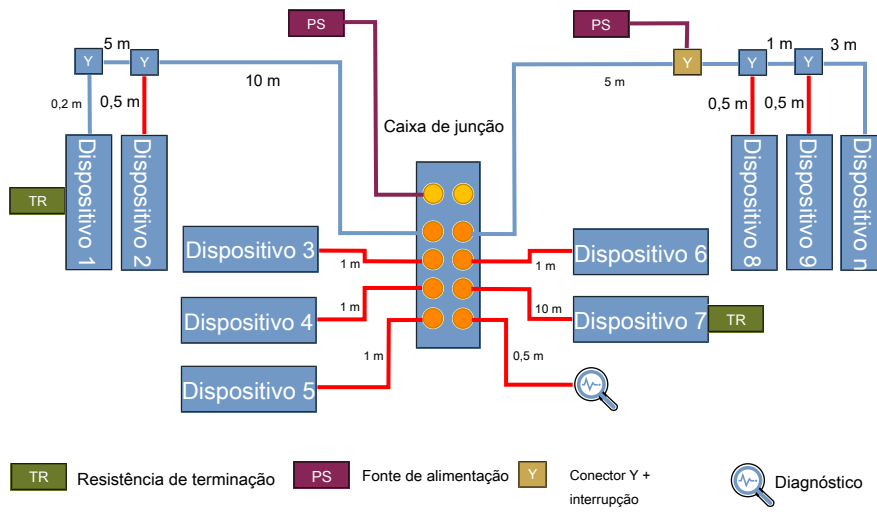 PS
PS
5 m
1 m
3 m
Y
Y
Y
Y
Y
10 m
5 m
0,2 m
0,5 m
0,5 m
0,5 m
Caixa de junção
Dispositivo 1
Dispositivo 2
Dispositivo 8
Dispositivo 9
Dispositivo n
TR
Dispositivo 3
1 m
Dispositivo 6
1 m
Dispositivo 4
1 m
Dispositivo 7
10 m
TR
Dispositivo 5
1 m
0,5 m
TR
Resistência de terminação
PS
Fonte de alimentação
Y
Conector Y +
interrupção
Diagnóstico